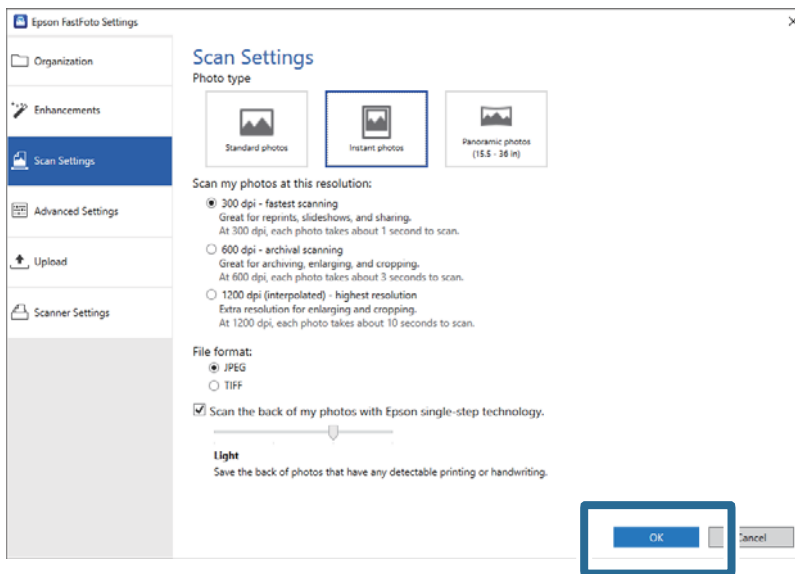 Epson FastFoto Settings
Organization
Enhancements
Scan Settings
Advanced Settings
Upload
Scanner Settings
Scan Settings
Photo type
Standard photos
Instant photos
Panoramic photos
(15.5 - 36 in)
Scan my photos at this resolution:
300 dpi - fastest scanning
Great for reprints, slideshows, and sharing.
At 300 dpi, each photo takes about 1 second to scan.
600 dpi - archival scanning
Great for archiving, enlarging, and cropping.
At 600 dpi, each photo takes about 3 seconds to scan.
1200 dpi (interpolated) - highest resolution
Extra resolution for enlarging and cropping.
At 1200 dpi, each photo takes about 10 seconds to scan.
File format:
JPEG
TIFF
Scan the back of my photos with Epson single-step technology.
Light
Save the back of photos that have any detectable printing or handwriting.
OK
Cancel